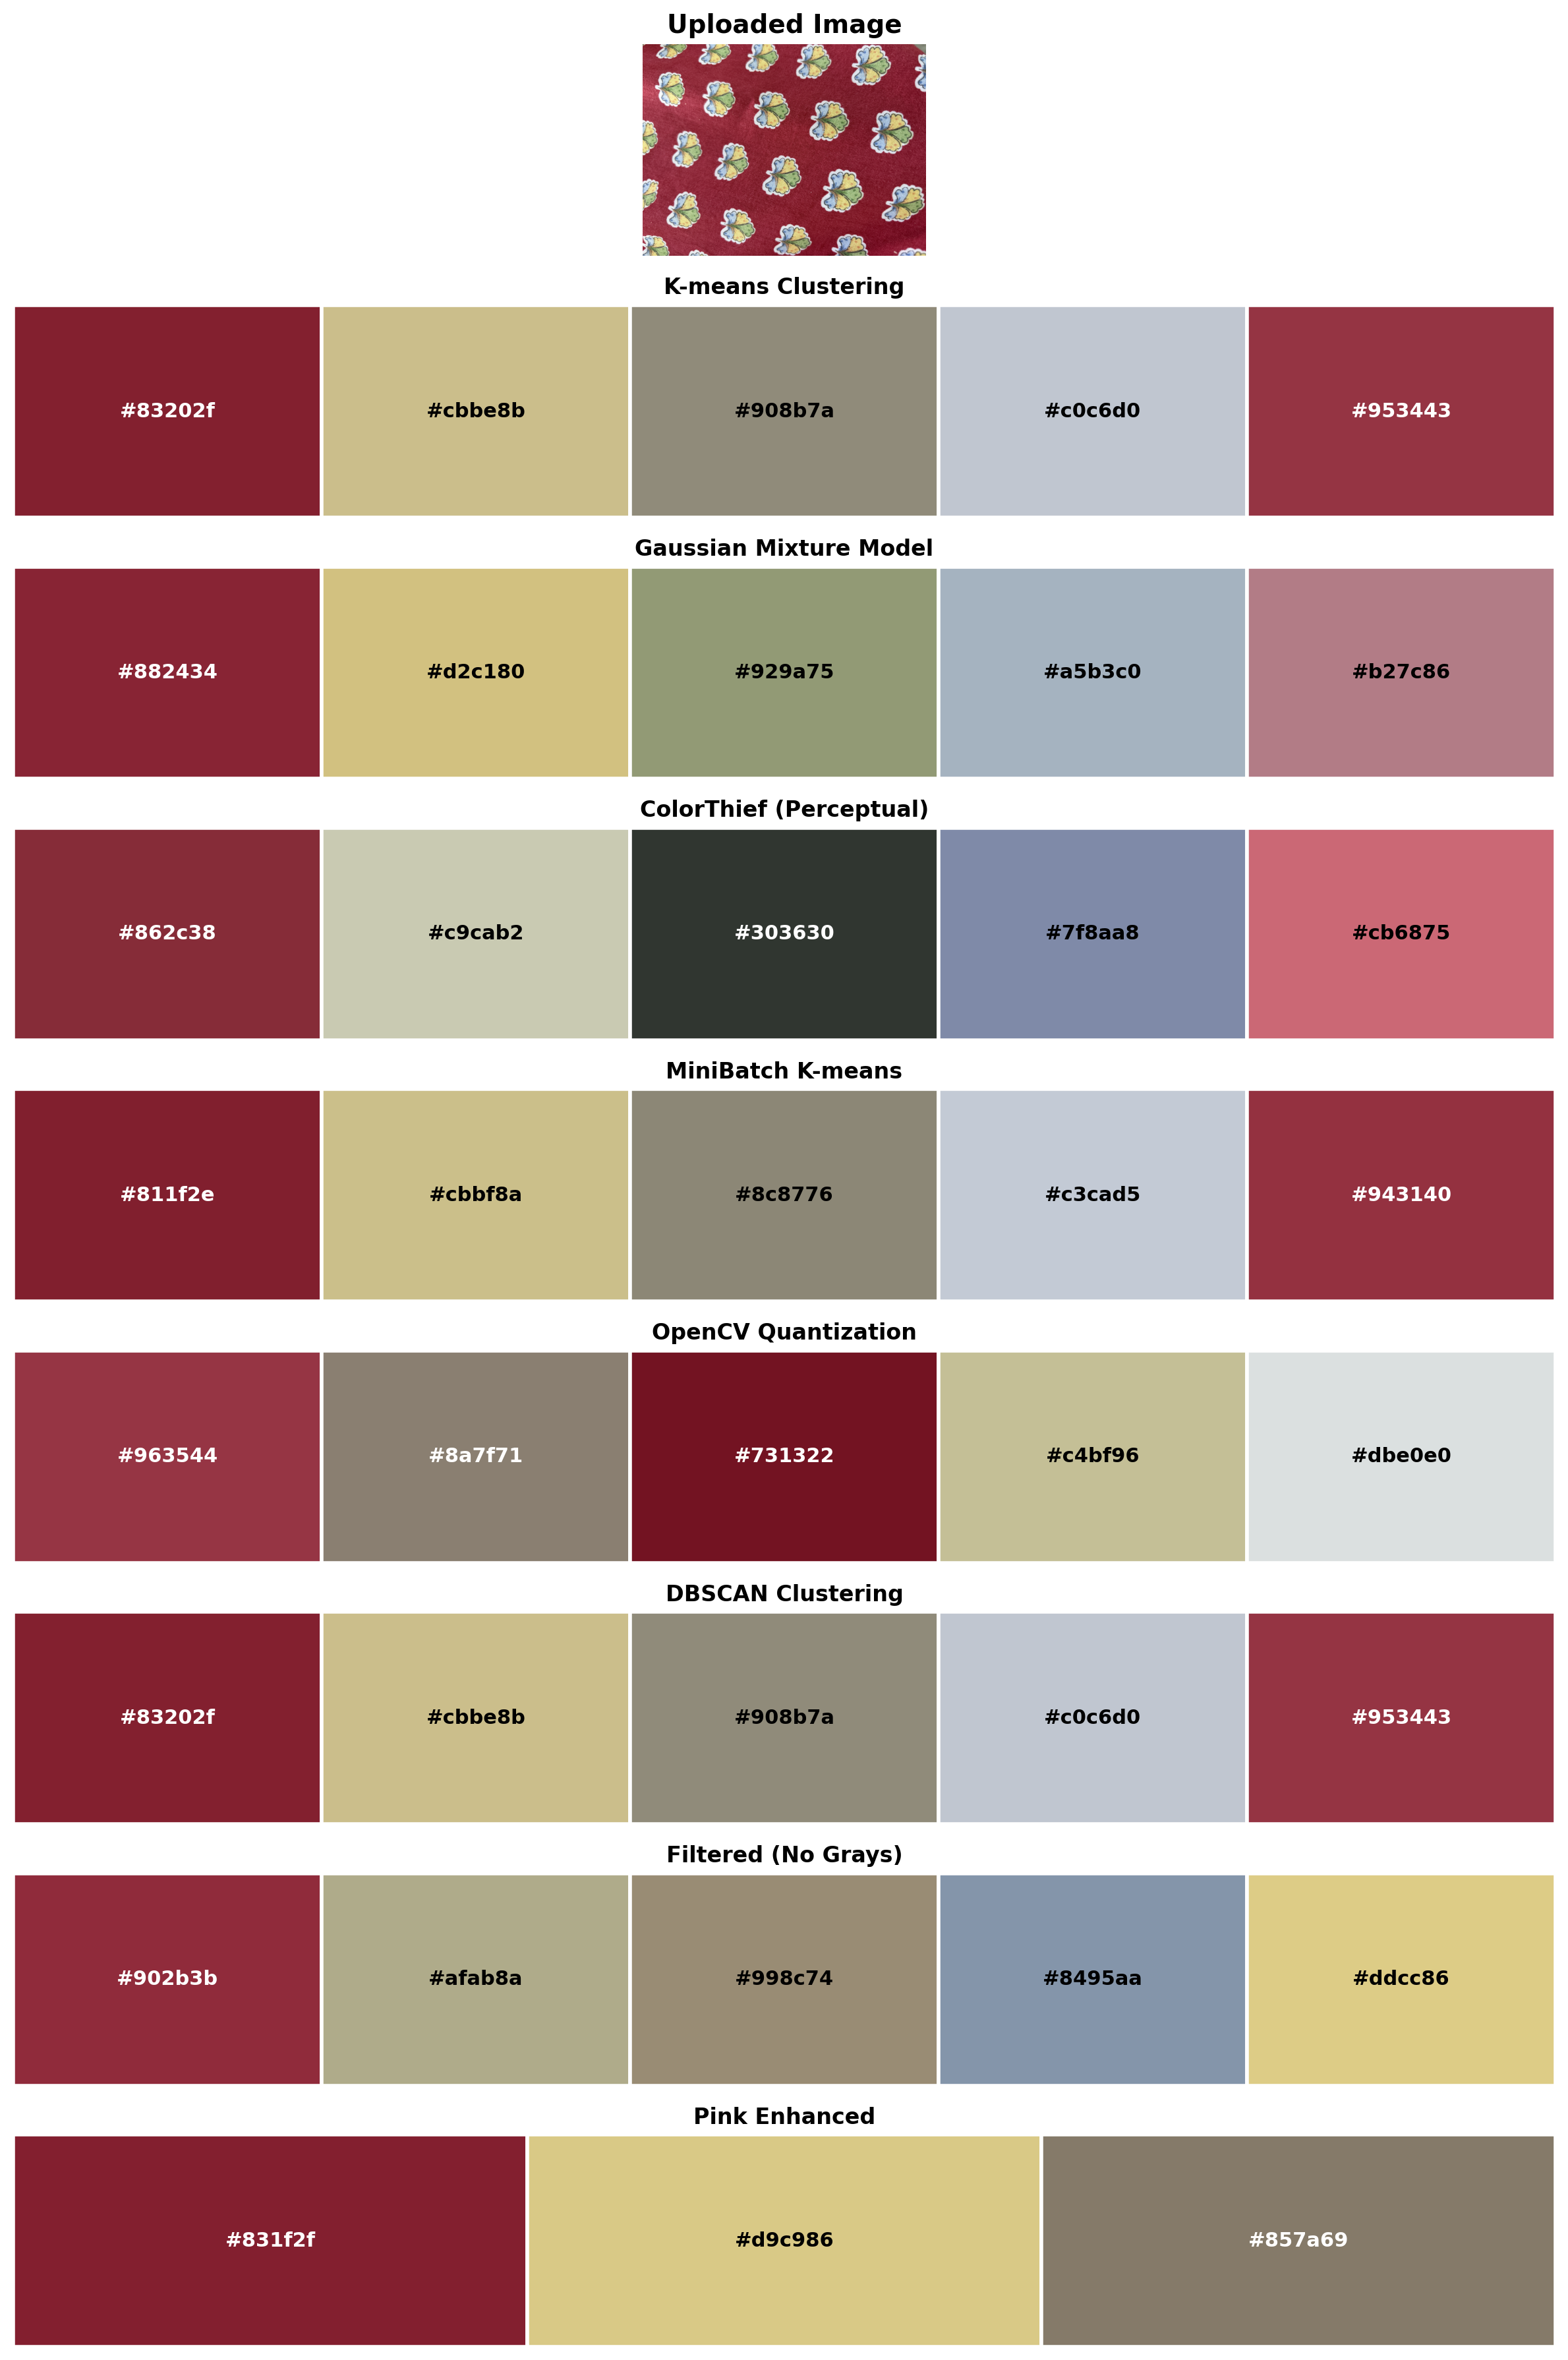 Uploaded Image
K-means Clustering
#83202f #cbbe8b #908b7a #c0c6d0 #953443
Gaussian Mixture Model
#882434 #d2c180 #929a75 #a5b3c0 #b27c86
ColorThief (Perceptual)
#862c38 #c9cab2 #303630 #7f8aa8 #cb6875
MiniBatch K-means
#811f2e #cbbf8a #8c8776 #c3cad5 #943140
OpenCV Quantization
#963544 #8a7f71 #731322 #c4bf96 #dbe0e0
DBSCAN Clustering
#83202f #cbbe8b #908b7a #c0c6d0 #953443
Filtered (No Grays)
#902b3b #afab8a #998c74 #8495aa #ddcc86
Pink Enhanced
#831f2f #d9c986 #857a69